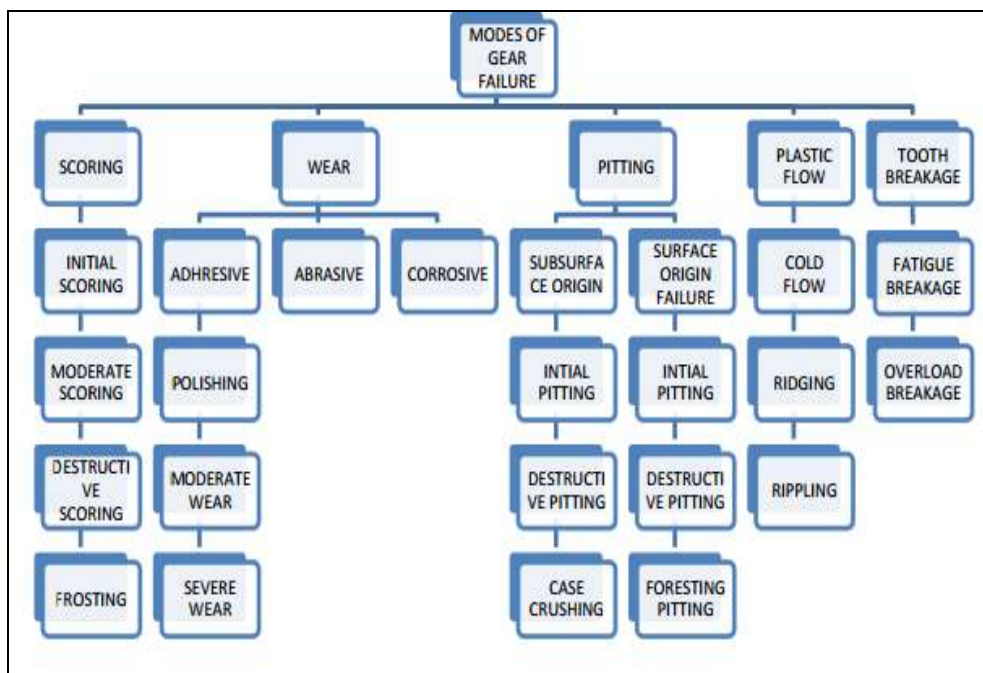 MODES OF
GEAR
FAILURE
SCORING
WEAR
PITTING
PLASTIC
FLOW
TOOTH
BREAKAGE
INITIAL
SCORING
ADHRESIVE
ABRASIVE
CORROSIVE
SUBSURFA
CE ORIGIN
SURFACE
ORIGIN
FAILURE
COLD
FLOW
FATIGUE
BREAKAGE
MODERATE
SCORING
POLISHING
INTIAL
PITTING
INTIAL
PITTING
RIDGING
OVERLOAD
BREAKAGE
DESTRUCTI
VE
SCORING
MODERATE
WEAR
DESTRUCTI
VE PITTING
DESTRUCTI
VE PITTING
RIPPLING
FROSTING
SEVERE
WEAR
CASE
CRUSHING
FORESTING
PITTING